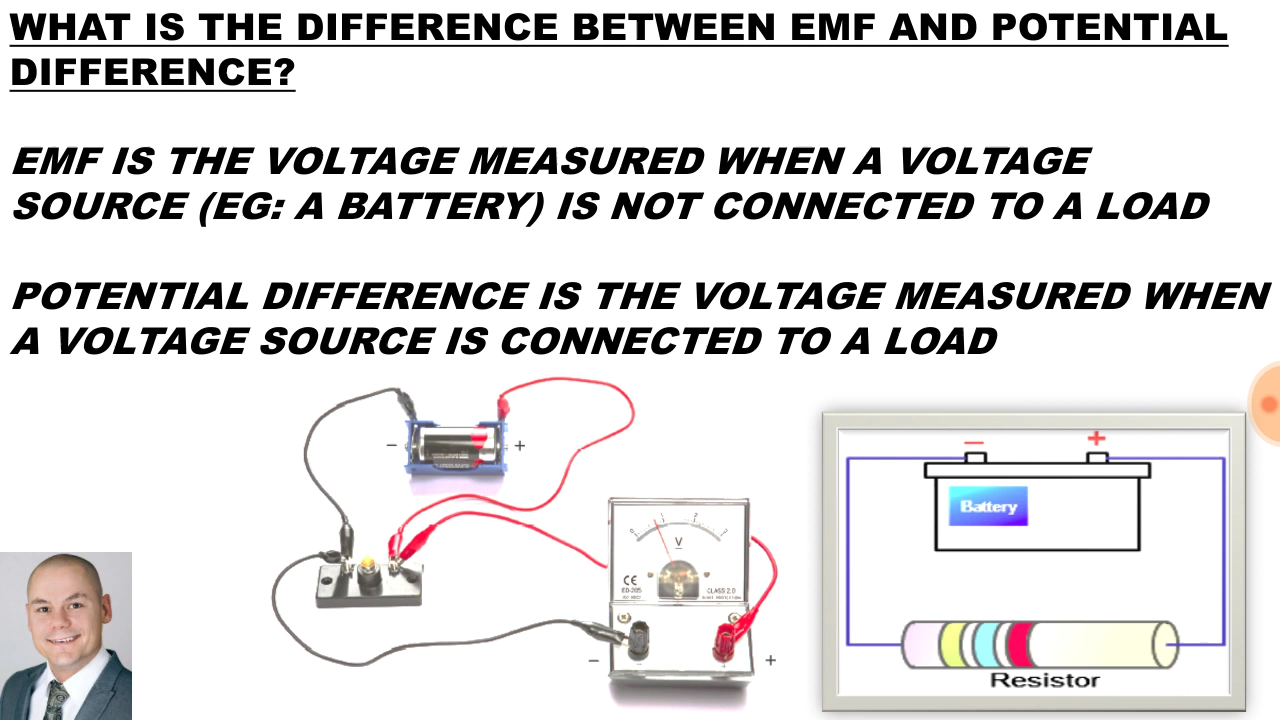 WHAT IS THE DIFFERENCE BETWEEN EMF AND POTENTIAL
DIFFERENCE?
EMF IS THE VOLTAGE MEASURED WHEN A VOLTAGE
SOURCE (EG: A BATTERY) IS NOT CONNECTED TO A LOAD
POTENTIAL DIFFERENCE IS THE VOLTAGE MEASURED WHEN
A VOLTAGE SOURCE IS CONNECTED TO A LOAD
− +
V
CE
ED-205 CLASS 2.0
− +
− +
Battery
Resistor